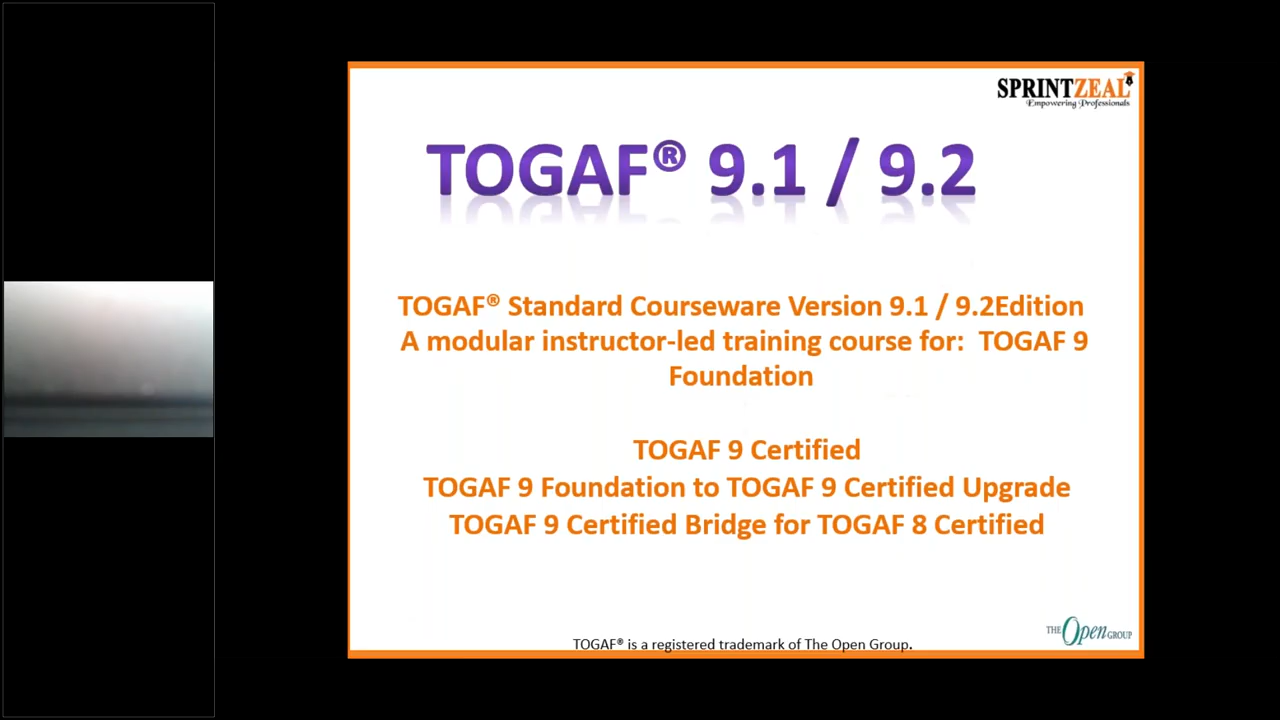 SPRINTZEAL
Empowering Professionals
TOGAF® 9.1 / 9.2
TOGAF® Standard Courseware Version 9.1 / 9.2Edition
A modular instructor-led training course for: TOGAF 9
Foundation
TOGAF 9 Certified
TOGAF 9 Foundation to TOGAF 9 Certified Upgrade
TOGAF 9 Certified Bridge for TOGAF 8 Certified
THE Open GROUP
TOGAF® is a registered trademark of The Open Group.